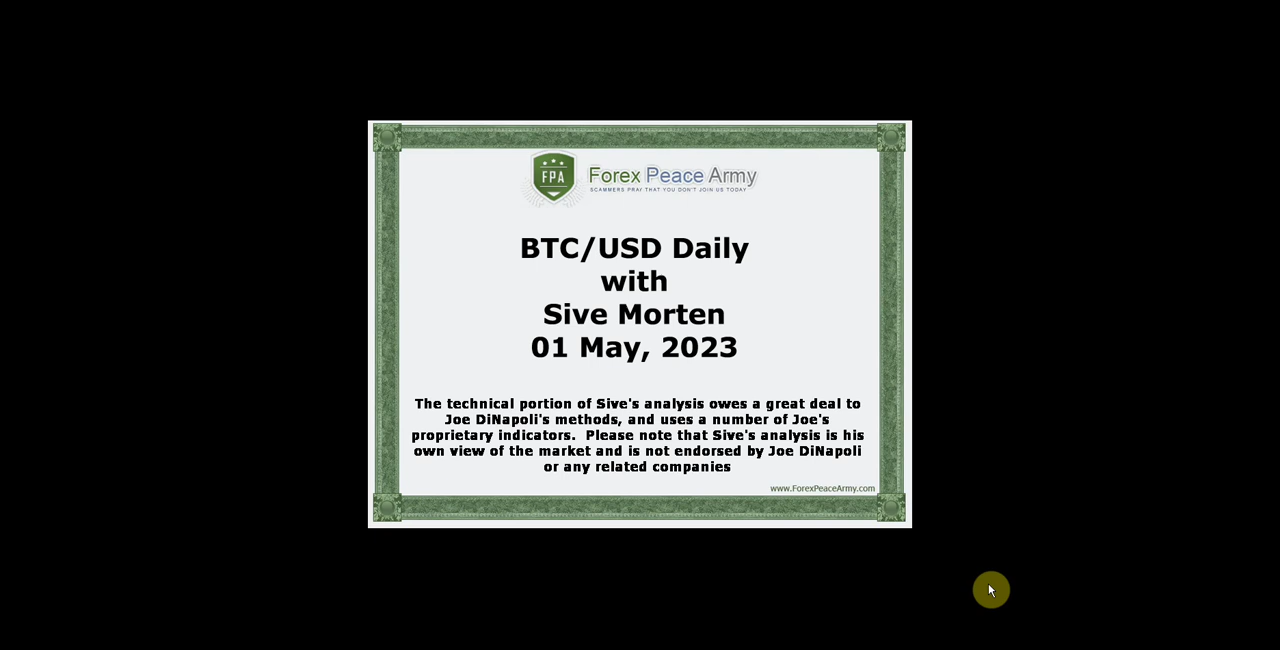 FPA
Forex Peace Army
SCAMMERS PRAY THAT YOU DON'T JOIN US TODAY
BTC/USD Daily
with
Sive Morten
01 May, 2023
The technical portion of Sive's analysis owes a great deal to
Joe DiNapoli's methods, and uses a number of Joe's
proprietary indicators.  Please note that Sive's analysis is his
own view of the market and is not endorsed by Joe DiNapoli
or any related companies
www.ForexPeaceArmy.com